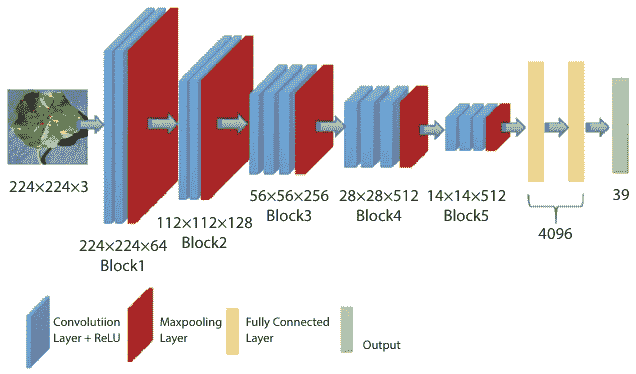 224×224×3
224×224×64
Block1
112×112×128
Block2
56×56×256
Block3
28×28×512
Block4
14×14×512
Block5
4096
39
Convolutiion
Layer + ReLU
Maxpooling
Layer
Fully Connected
Layer
Output